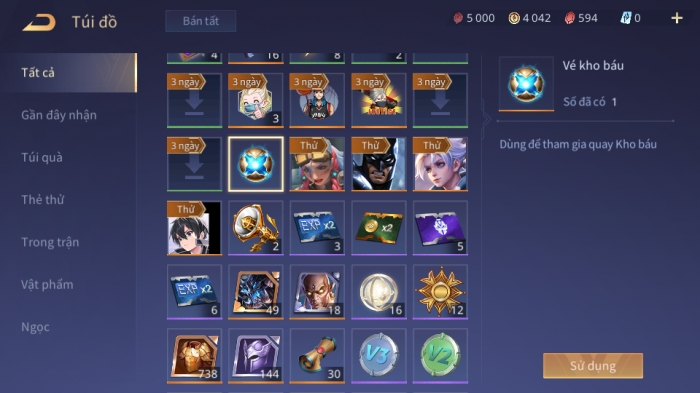 Túi đồ
Bán tất
5 000
4 042
594
0
Tất cả
Gần đây nhận
Túi quà
Thẻ thử
Trong trận
Vật phẩm
Ngọc
4
16
8
3 ngày
3 ngày
3 ngày
3 ngày
3 ngày
3
3 ngày
Thử
Thử
Thử
Thử
2
EXP x2
3
x2
5
EXP x2
6
49
18
16
12
738
144
30
V3
V2
Vé kho báu
Số đã có 1
Dùng để tham gia quay Kho báu
Sử dụng